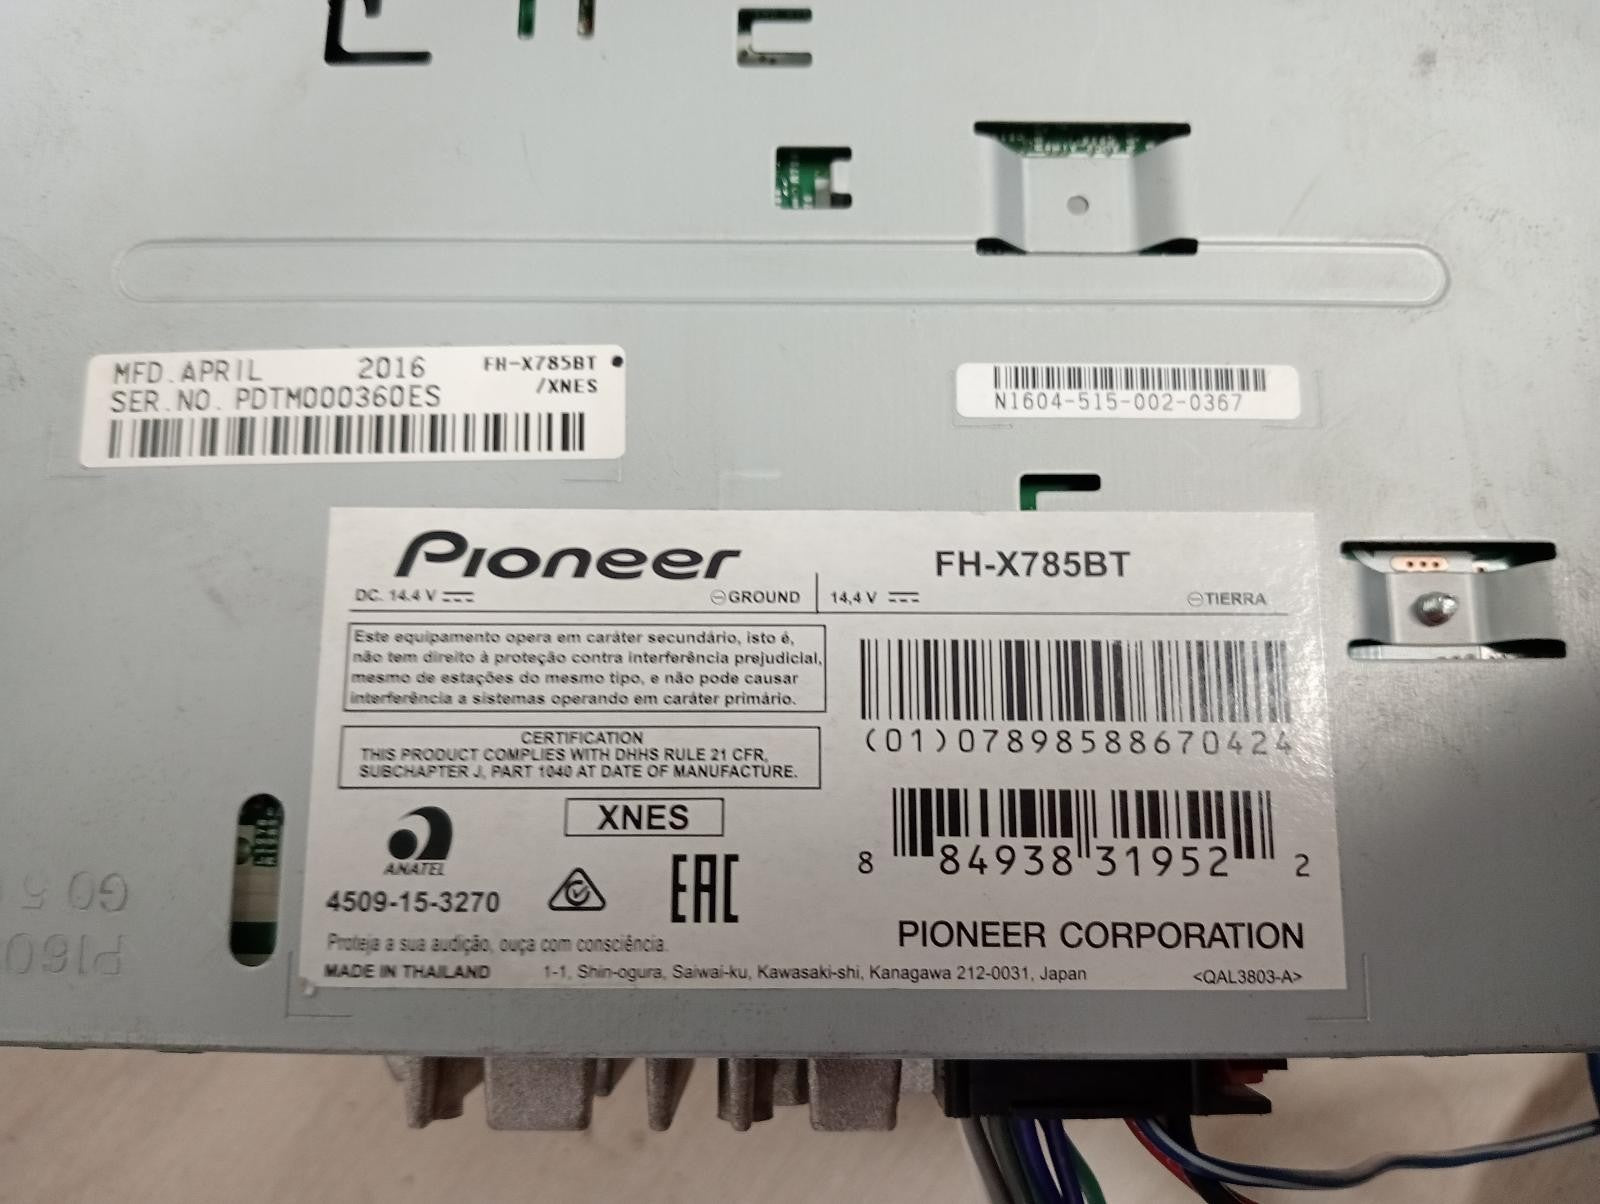 MFD. APRIL 2016 FH-X785BT
SER. NO. PDTM000360ES /XNES
N1604-515-002-0367
Pioneer FH-X785BT
DC. 14.4 V ⊖GROUND 14,4 V ⊖TIERRA
Este equipamento opera em caráter secundário, isto é,
não tem direito à proteção contra interferência prejudicial,
mesmo de estações do mesmo tipo, e não pode causar
interferência a sistemas operando em caráter primário.
(01)07898588670424
CERTIFICATION
THIS PRODUCT COMPLIES WITH DHHS RULE 21 CFR,
SUBCHAPTER J, PART 1040 AT DATE OF MANUFACTURE.
XNES
ANATEL
EAC
8 84938 31952 2
4509-15-3270
PIONEER CORPORATION
Proteja a sua audição, ouça com consciência.
MADE IN THAILAND 1-1, Shin-ogura, Saiwai-ku, Kawasaki-shi, Kanagawa 212-0031, Japan <QAL3803-A>